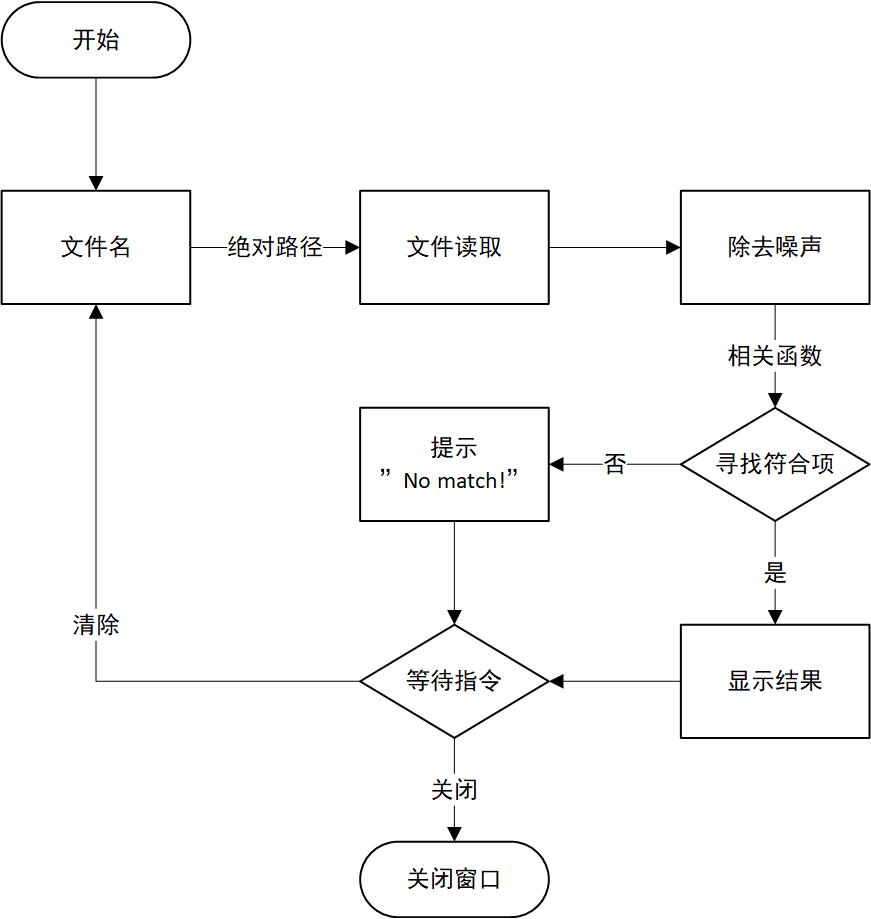 开始
文件名
绝对路径
文件读取
除去噪声
相关函数
寻找符合项
否
提示
”No match!”
是
显示结果
等待指令
清除
关闭
关闭窗口